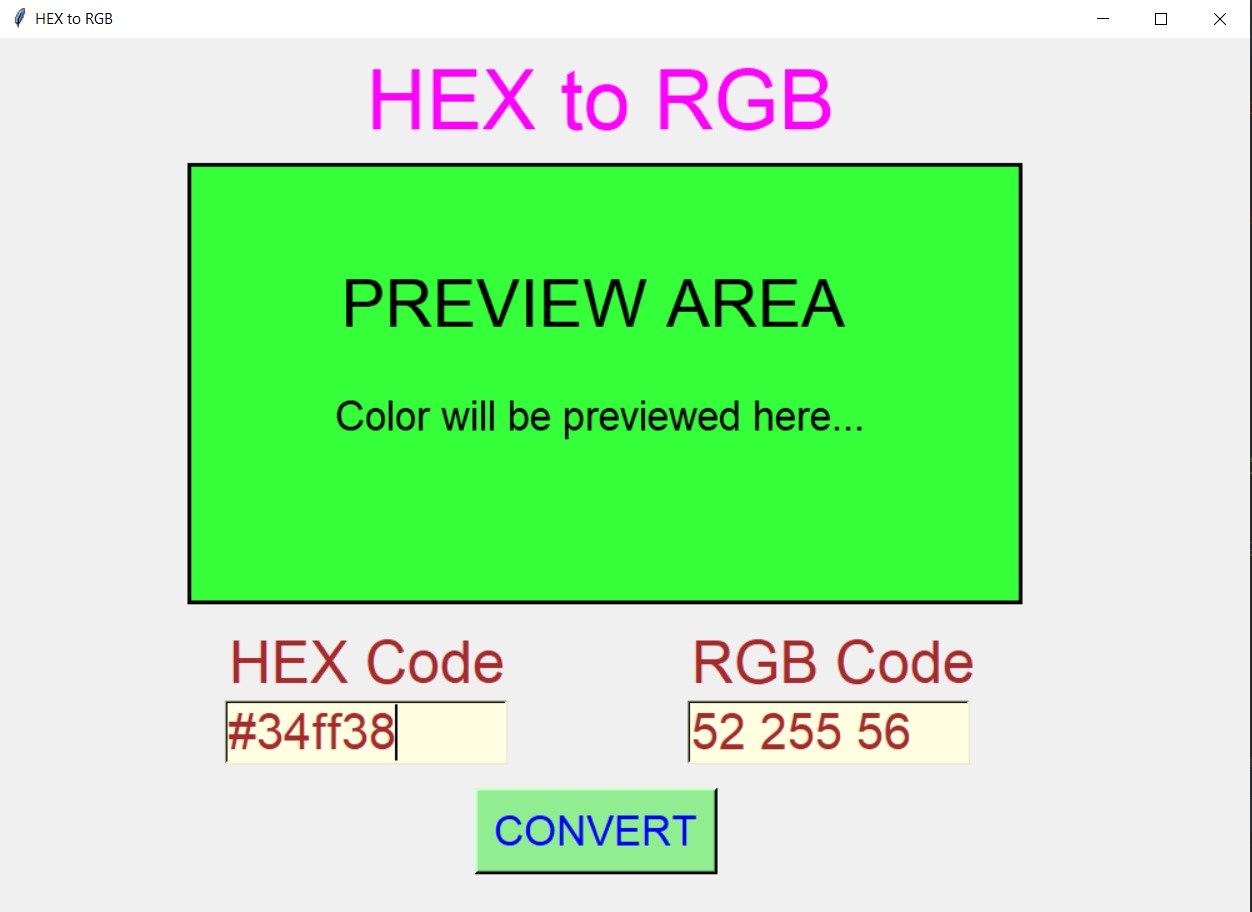 HEX to RGB
HEX to RGB
PREVIEW AREA
Color will be previewed here...
HEX Code
RGB Code
#34ff38
52 255 56
CONVERT